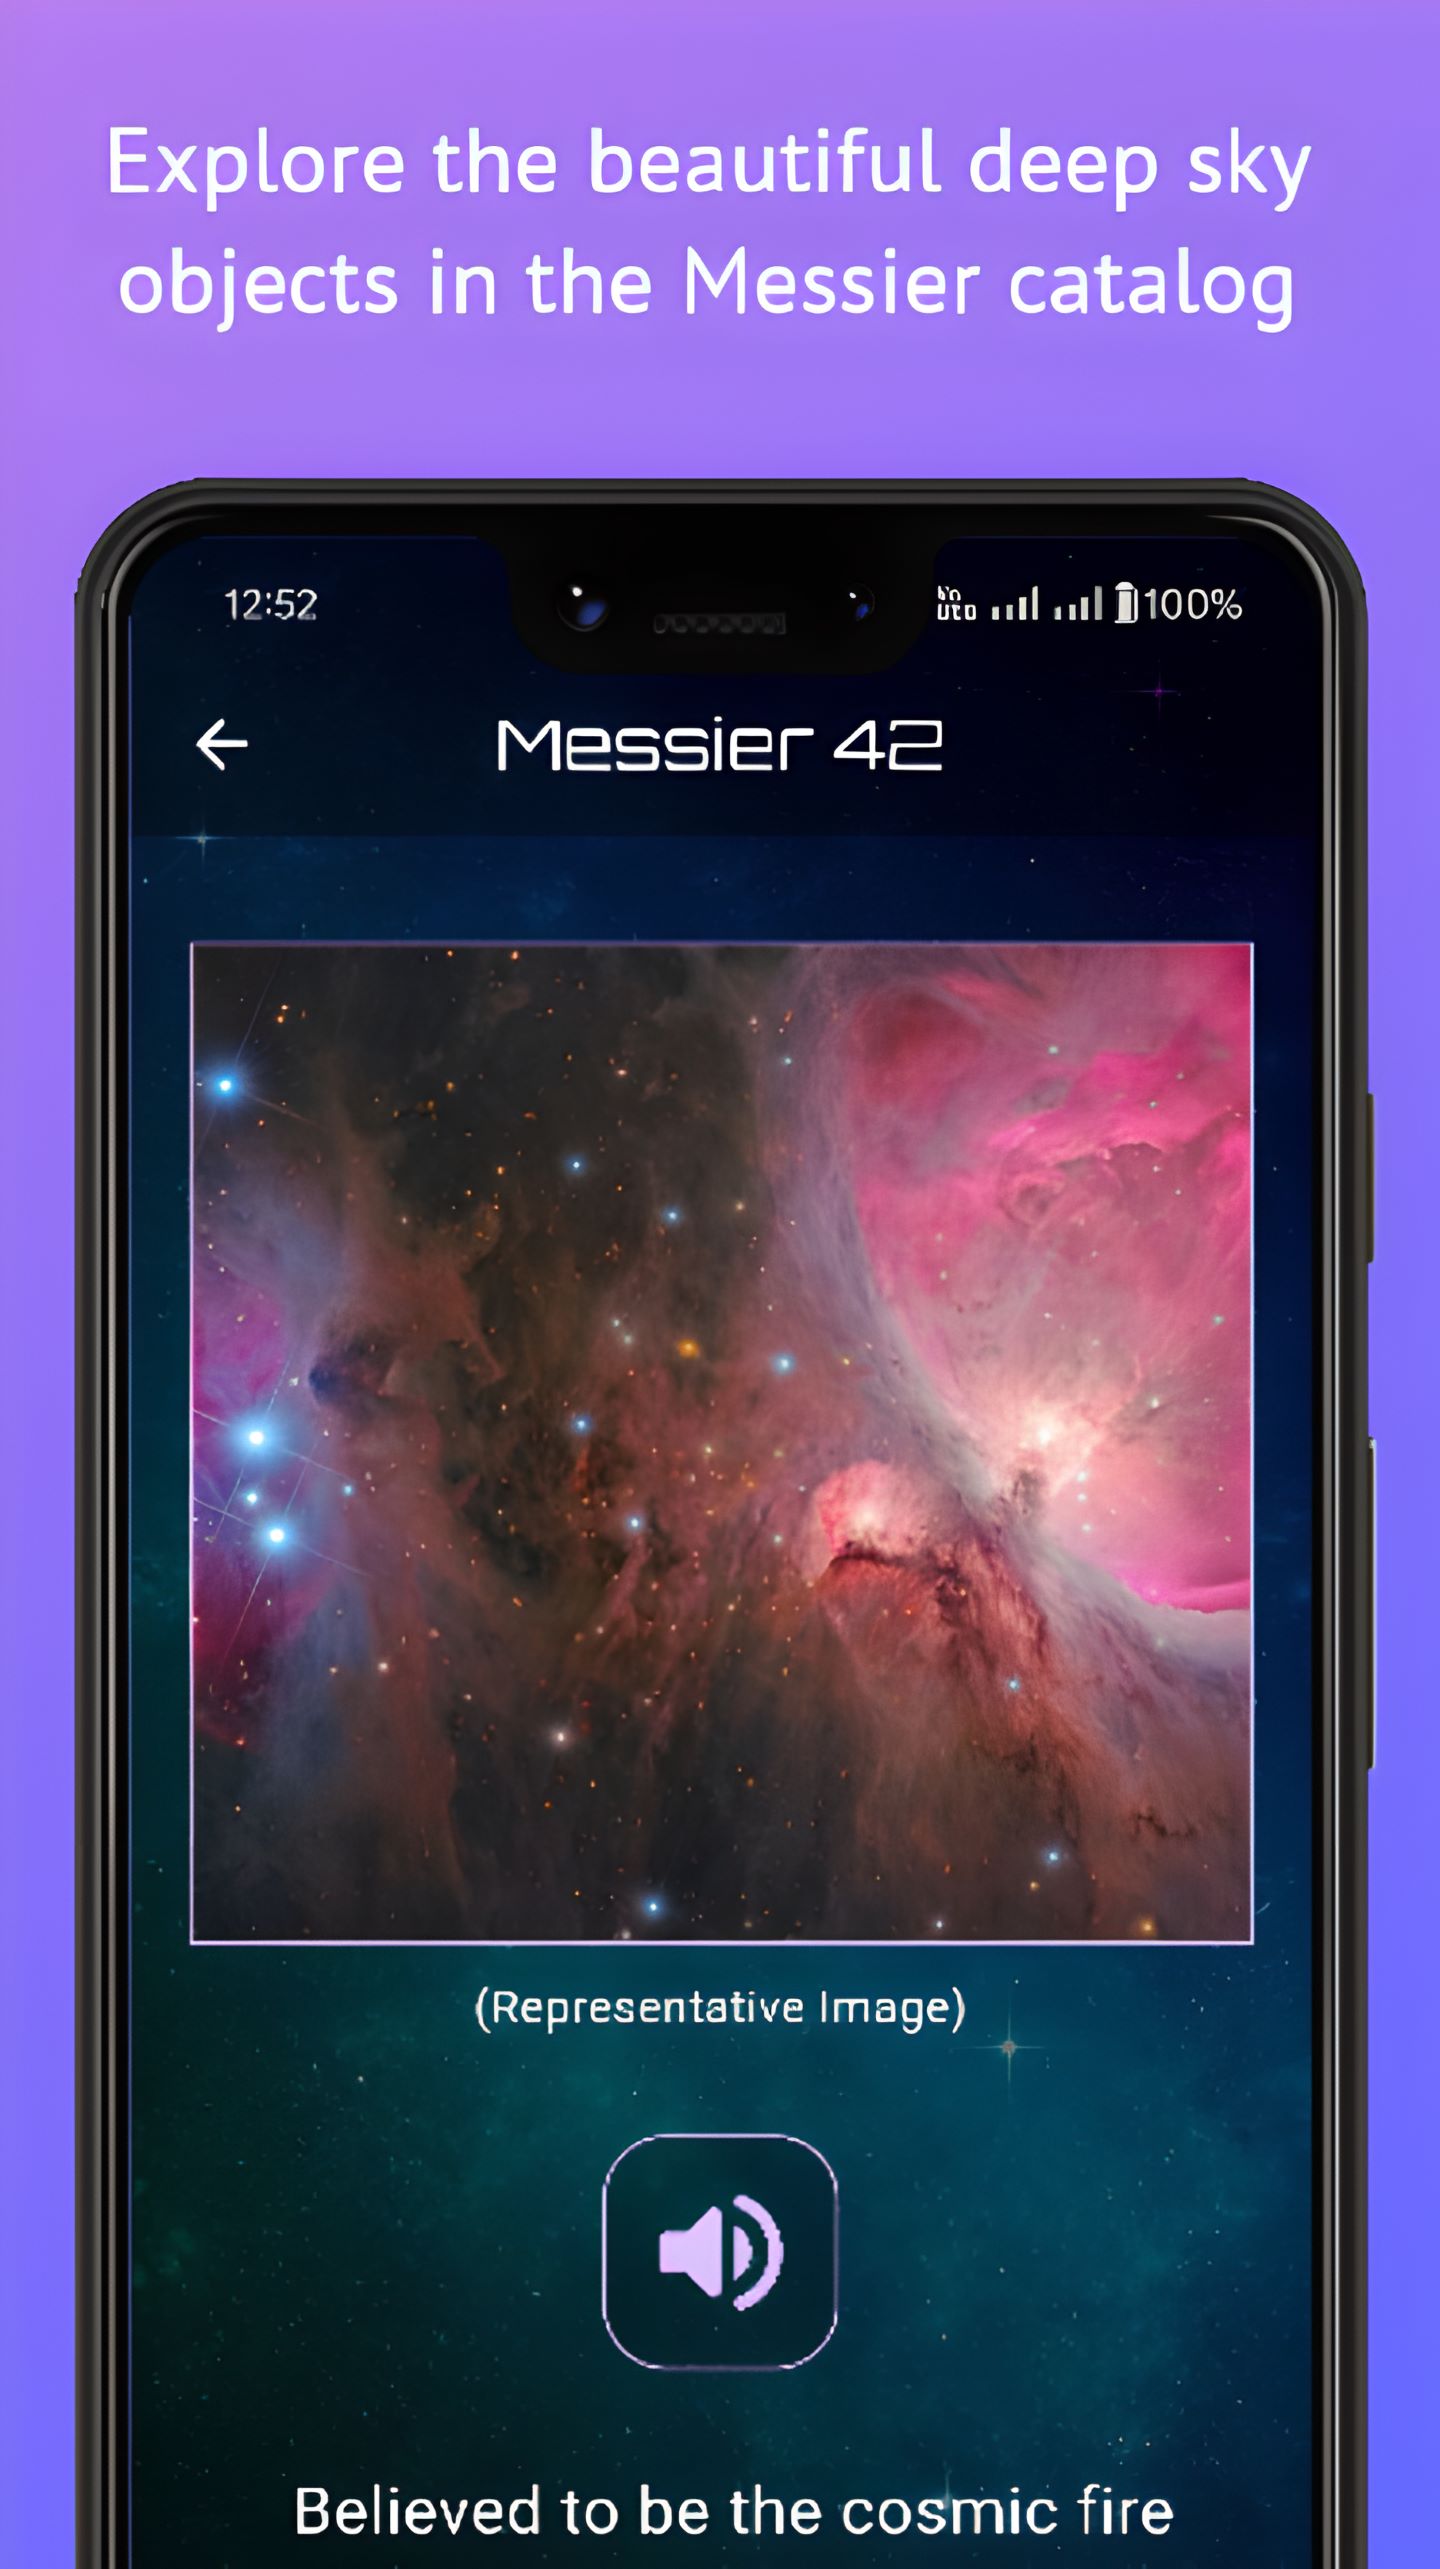 Explore the beautiful deep sky
objects in the Messier catalog
12:52
100%
Messier 42
(Representative Image)
Believed to be the cosmic fire